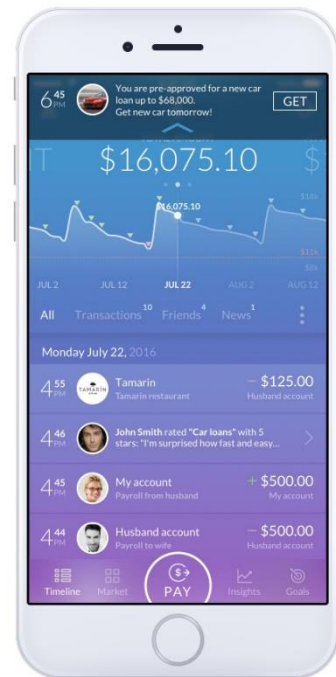 6 45 PM
You are pre-approved for a new car
loan up to $68,000.
Get new car tomorrow!
GET
$16,075.10
$18k
$16,075.10
$11k
JUL 2 JUL 12 JUL 22 AUG 2 AUG 12
All Transactions 10 Friends 4 News 1
Monday July 22, 2016
4 55 PM
TAMARIN
Tamarin − $125.00
Tamarin restaurant Husband account
4 46 PM
John Smith rated "Car loans" with 5
stars: "I'm surprised how fast and easy...
4 45 PM
My account + $500.00
Payroll from husband My account
4 44 PM
Husband account − $500.00
Payroll to wife Husband account
Timeline Market PAY Insights Goals